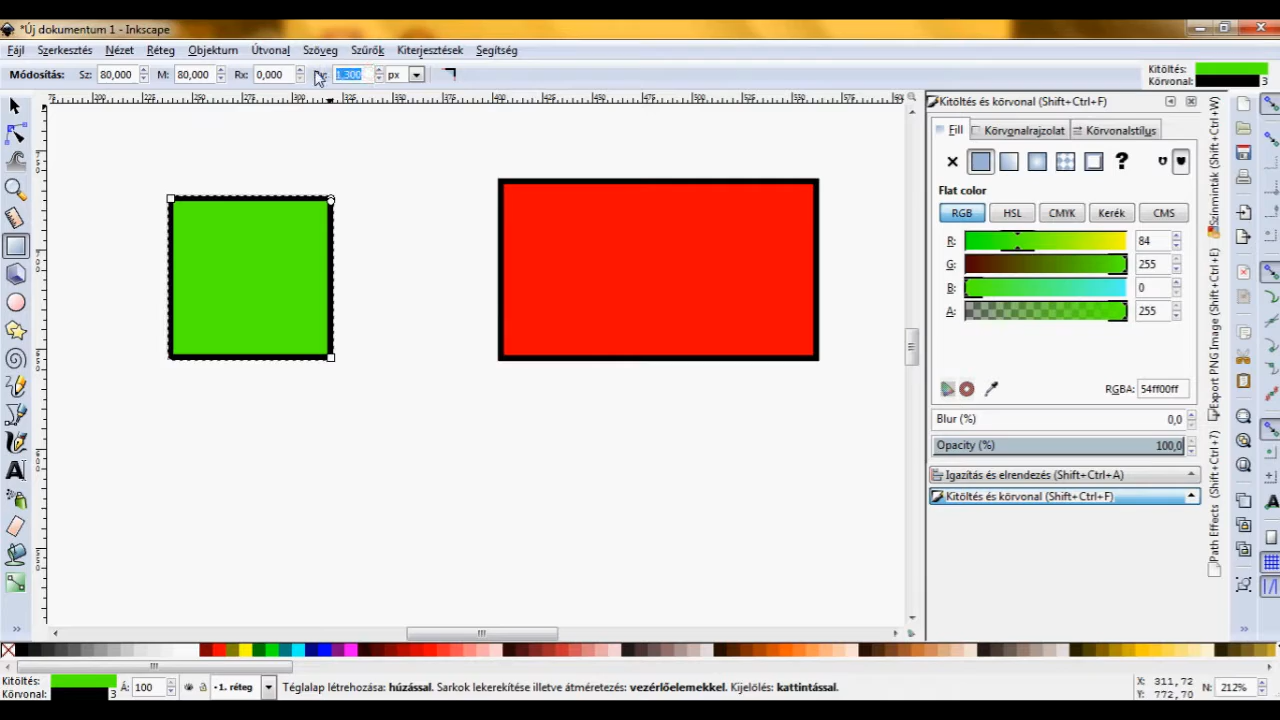 *Új dokumentum 1 - Inkscape
Fájl Szerkesztés Nézet Réteg Objektum Útvonal Szöveg Szűrők Kiterjesztések Segítség
Módosítás: Sz: 80,000 M: 80,000 Rx: 0,000 1,300 px
Kitöltés:
Körvonal: 3
Kitöltés és körvonal (Shift+Ctrl+F)
Fill Körvonalrajzolat Körvonalstílus
Flat color
RGB HSL CMYK Kerék CMS
R: 84
G: 255
B: 0
A: 255
RGBA: 54ff00ff
Blur (%) 0,0
Opacity (%) 100,0
Igazítás és elrendezés (Shift+Ctrl+A)
Kitöltés és körvonal (Shift+Ctrl+F)
Színminták (Shift+Ctrl+W)
Export PNG Image (Shift+Ctrl+E)
Path Effects (Shift+Ctrl+7)
Kitöltés:
Körvonal: 3
Á: 100
1. réteg
Téglalap létrehozása: húzással. Sarkok lekerekítése illetve átméretezés: vezérlőelemekkel. Kijelölés: kattintással.
X: 311,72
Y: 772,70
N: 212%